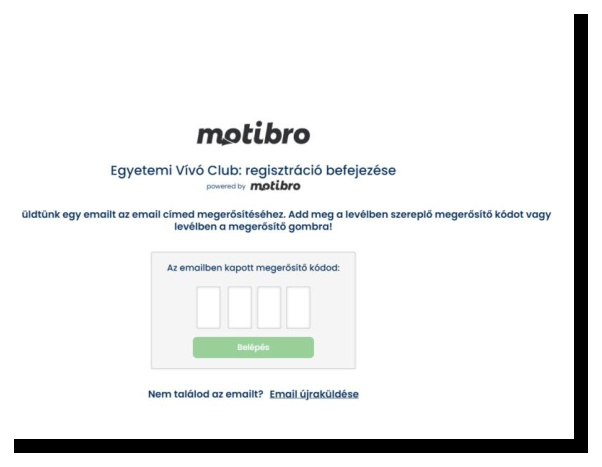 motibro
Egyetemi Vívó Club: regisztráció befejezése
powered by motibro
üldtünk egy emailt az email címed megerősítéséhez. Add meg a levélben szereplő megerősítő kódot vagy
levélben a megerősítő gombra!
Az emailben kapott megerősítő kódod:
Belépés
Nem találod az emailt? Email újraküldése